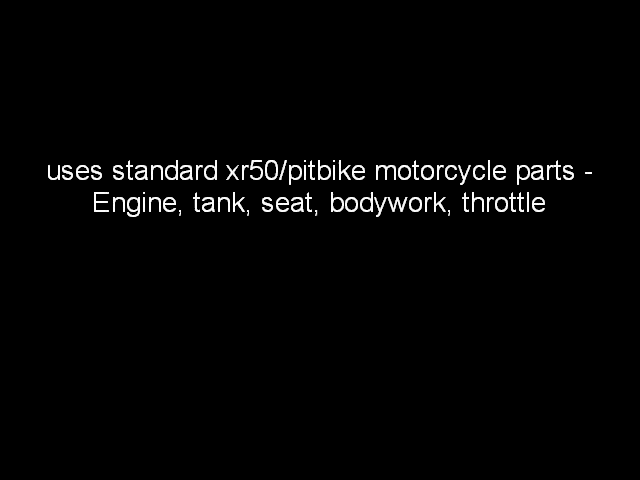 uses standard xr50/pitbike motorcycle parts -
Engine, tank, seat, bodywork, throttle